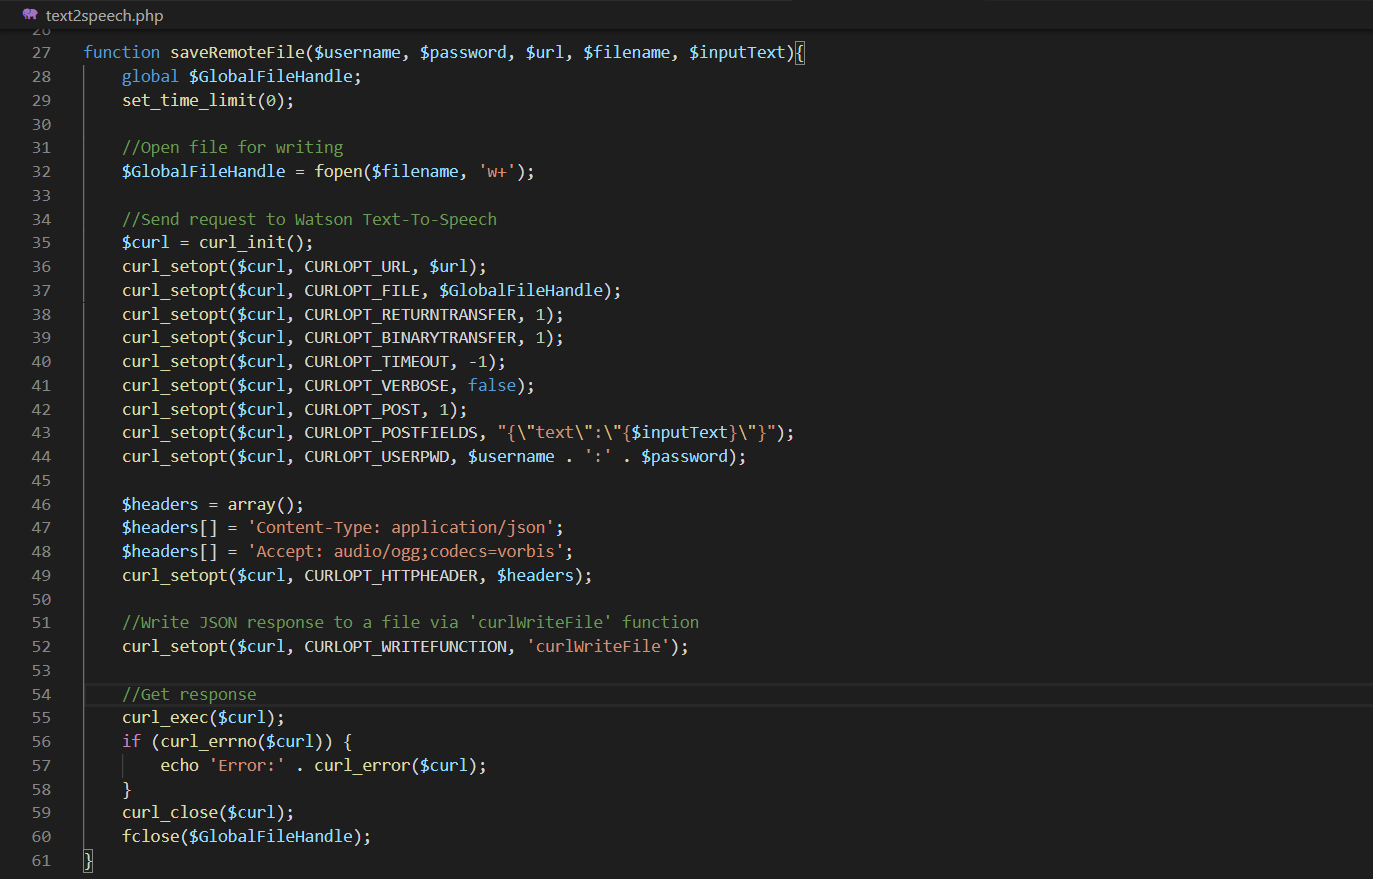 text2speech.php
26
27 function saveRemoteFile($username, $password, $url, $filename, $inputText){
28 global $GlobalFileHandle;
29 set_time_limit(0);
30
31 //Open file for writing
32 $GlobalFileHandle = fopen($filename, 'w+');
33
34 //Send request to Watson Text-To-Speech
35 $curl = curl_init();
36 curl_setopt($curl, CURLOPT_URL, $url);
37 curl_setopt($curl, CURLOPT_FILE, $GlobalFileHandle);
38 curl_setopt($curl, CURLOPT_RETURNTRANSFER, 1);
39 curl_setopt($curl, CURLOPT_BINARYTRANSFER, 1);
40 curl_setopt($curl, CURLOPT_TIMEOUT, -1);
41 curl_setopt($curl, CURLOPT_VERBOSE, false);
42 curl_setopt($curl, CURLOPT_POST, 1);
43 curl_setopt($curl, CURLOPT_POSTFIELDS, "{\"text\":\"{$inputText}\"}");
44 curl_setopt($curl, CURLOPT_USERPWD, $username . ':' . $password);
45
46 $headers = array();
47 $headers[] = 'Content-Type: application/json';
48 $headers[] = 'Accept: audio/ogg;codecs=vorbis';
49 curl_setopt($curl, CURLOPT_HTTPHEADER, $headers);
50
51 //Write JSON response to a file via 'curlWriteFile' function
52 curl_setopt($curl, CURLOPT_WRITEFUNCTION, 'curlWriteFile');
53
54 //Get response
55 curl_exec($curl);
56 if (curl_errno($curl)) {
57 echo 'Error:' . curl_error($curl);
58 }
59 curl_close($curl);
60 fclose($GlobalFileHandle);
61 }